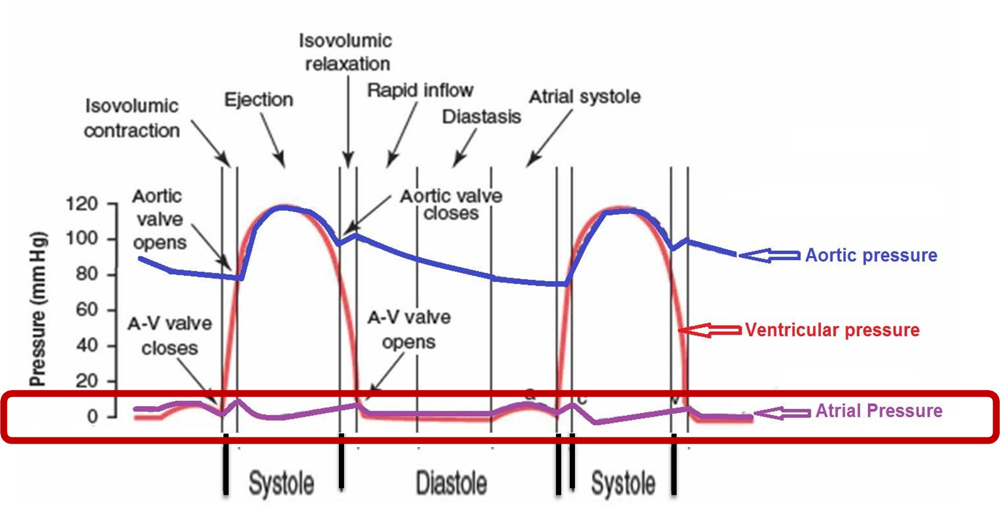 Isovolumic
relaxation
Rapid inflow
Ejection
Atrial systole
Isovolumic
contraction
Diastasis
Aortic
valve
opens
Aortic valve
closes
120
100
80
60
40
20
0
Pressure (mm Hg)
Aortic pressure
A-V valve
closes
A-V valve
opens
Ventricular pressure
a
c
v
Atrial Pressure
Systole
Diastole
Systole